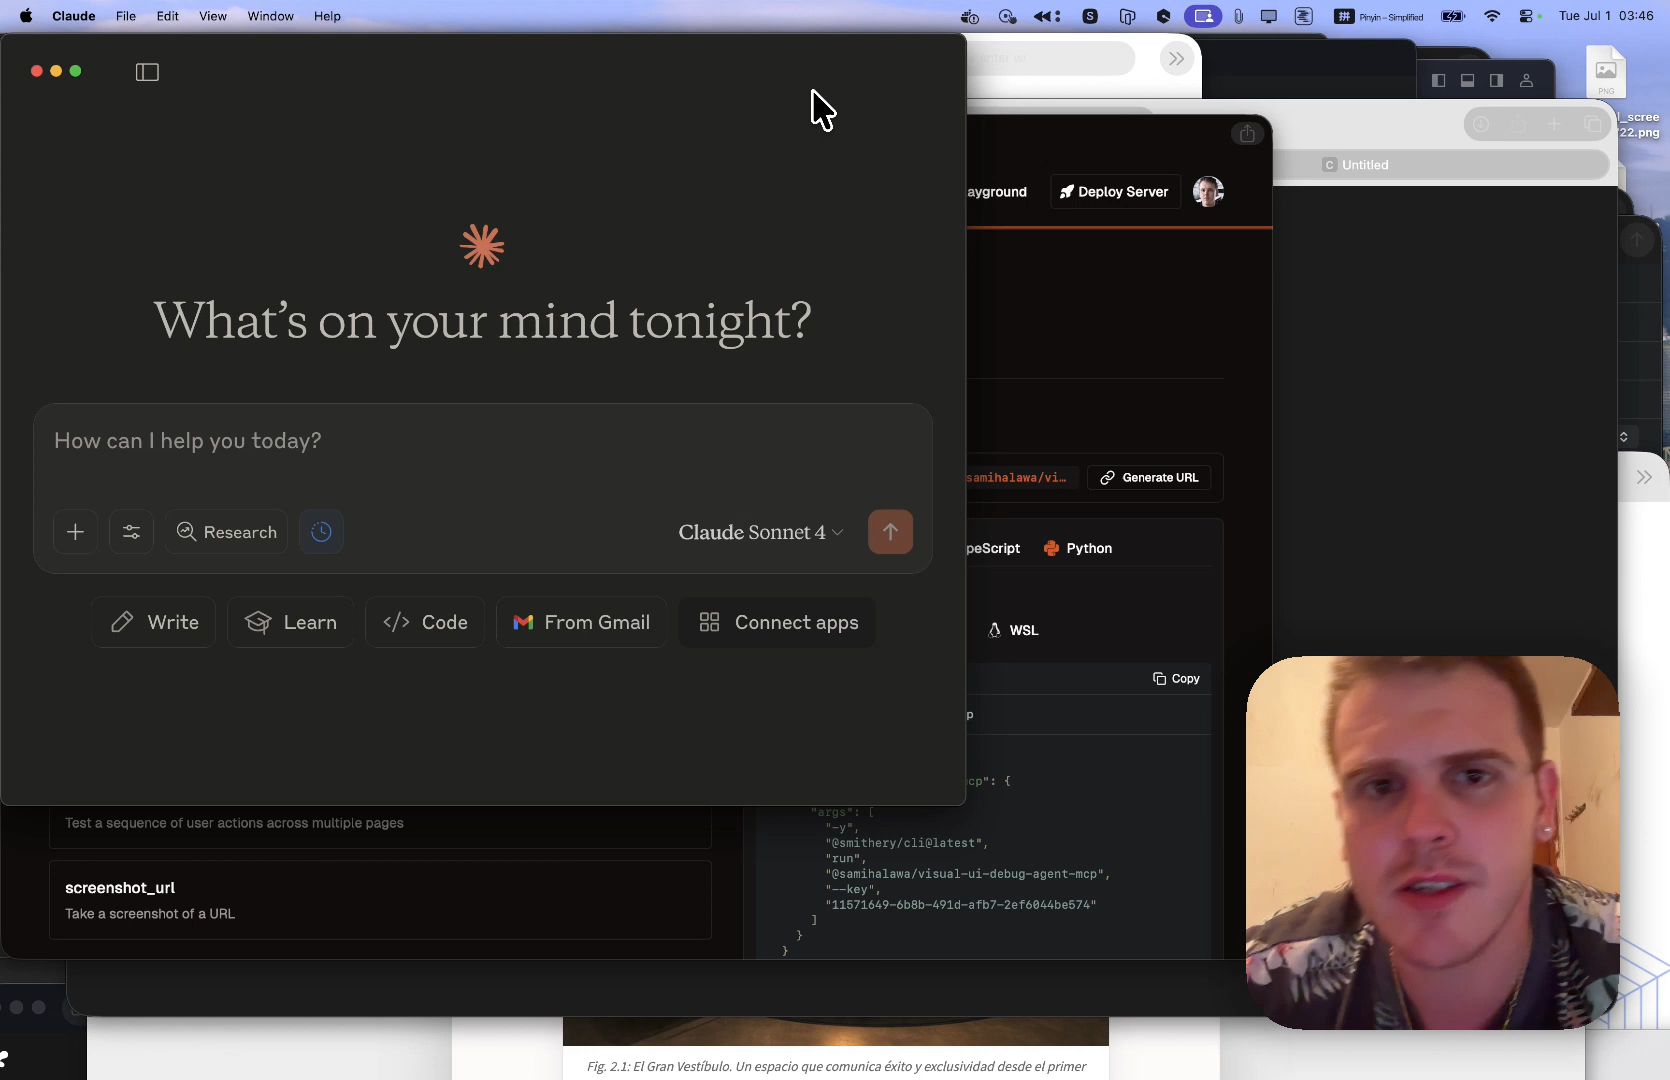 Claude File Edit View Window Help
Pinyin – Simplified Tue Jul 1 03:46
PNG
l_scree
'22.png
Untitled
ayground Deploy Server
What's on your mind tonight?
How can I help you today?
Research Claude Sonnet 4
Write Learn Code From Gmail Connect apps
samihalawa/vi... Generate URL
peScript Python
WSL
Copy
p
cp": {
"args": [
"-y",
"@smithery/cli@latest",
"run",
"@samihalawa/visual-ui-debug-agent-mcp",
"--key",
"11571649-6b8b-491d-afb7-2ef6044be574"
]
}
}
Test a sequence of user actions across multiple pages
screenshot_url
Take a screenshot of a URL
Fig. 2.1: El Gran Vestíbulo. Un espacio que comunica éxito y exclusividad desde el primer